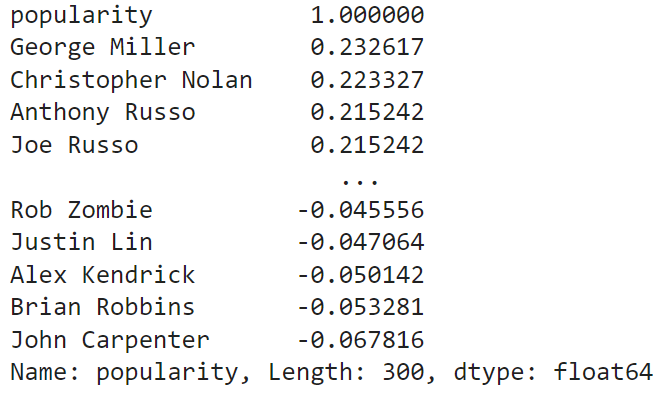 popularity 1.000000
George Miller 0.232617
Christopher Nolan 0.223327
Anthony Russo 0.215242
Joe Russo 0.215242
...
Rob Zombie -0.045556
Justin Lin -0.047064
Alex Kendrick -0.050142
Brian Robbins -0.053281
John Carpenter -0.067816
Name: popularity, Length: 300, dtype: float64